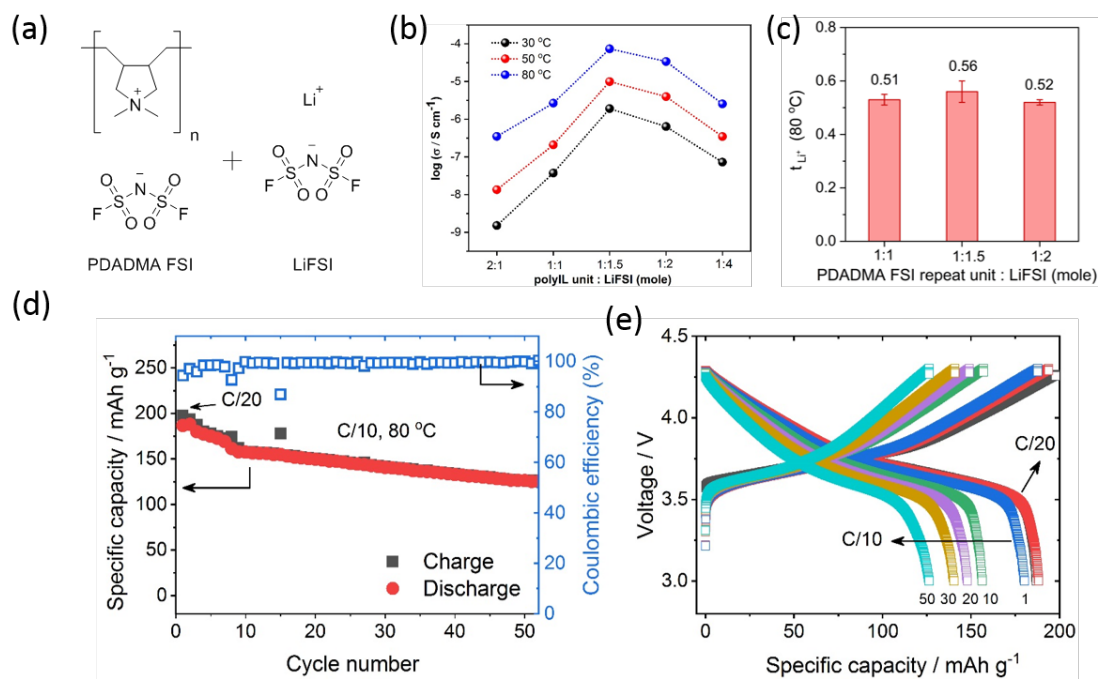 (a)
N
+
n
O
O
−
N
S
S
F
O
O
F
PDADMA FSI
+
Li+
O
O
−
N
S
S
F
O
O
F
LiFSI
(b)
30 °C
50 °C
80 °C
log (σ / S cm-1)
-4
-5
-6
-7
-8
-9
2:1
1:1
1:1.5
1:2
1:4
polyIL unit : LiFSI (mole)
(c)
t Li+ (80 °C)
0.8
0.6
0.4
0.2
0.0
0.51
0.56
0.52
1:1
1:1.5
1:2
PDADMA FSI repeat unit : LiFSI (mole)
(d)
Specific capacity / mAh g-1
250
200
150
100
50
0
C/20
C/10, 80 °C
Charge
Discharge
0
10
20
30
40
50
Cycle number
100
80
60
40
20
0
Coulombic efficiency (%)
(e)
Voltage / V
4.5
4.0
3.5
3.0
C/20
C/10
50
30
20
10
1
0
50
100
150
200
Specific capacity / mAh g-1